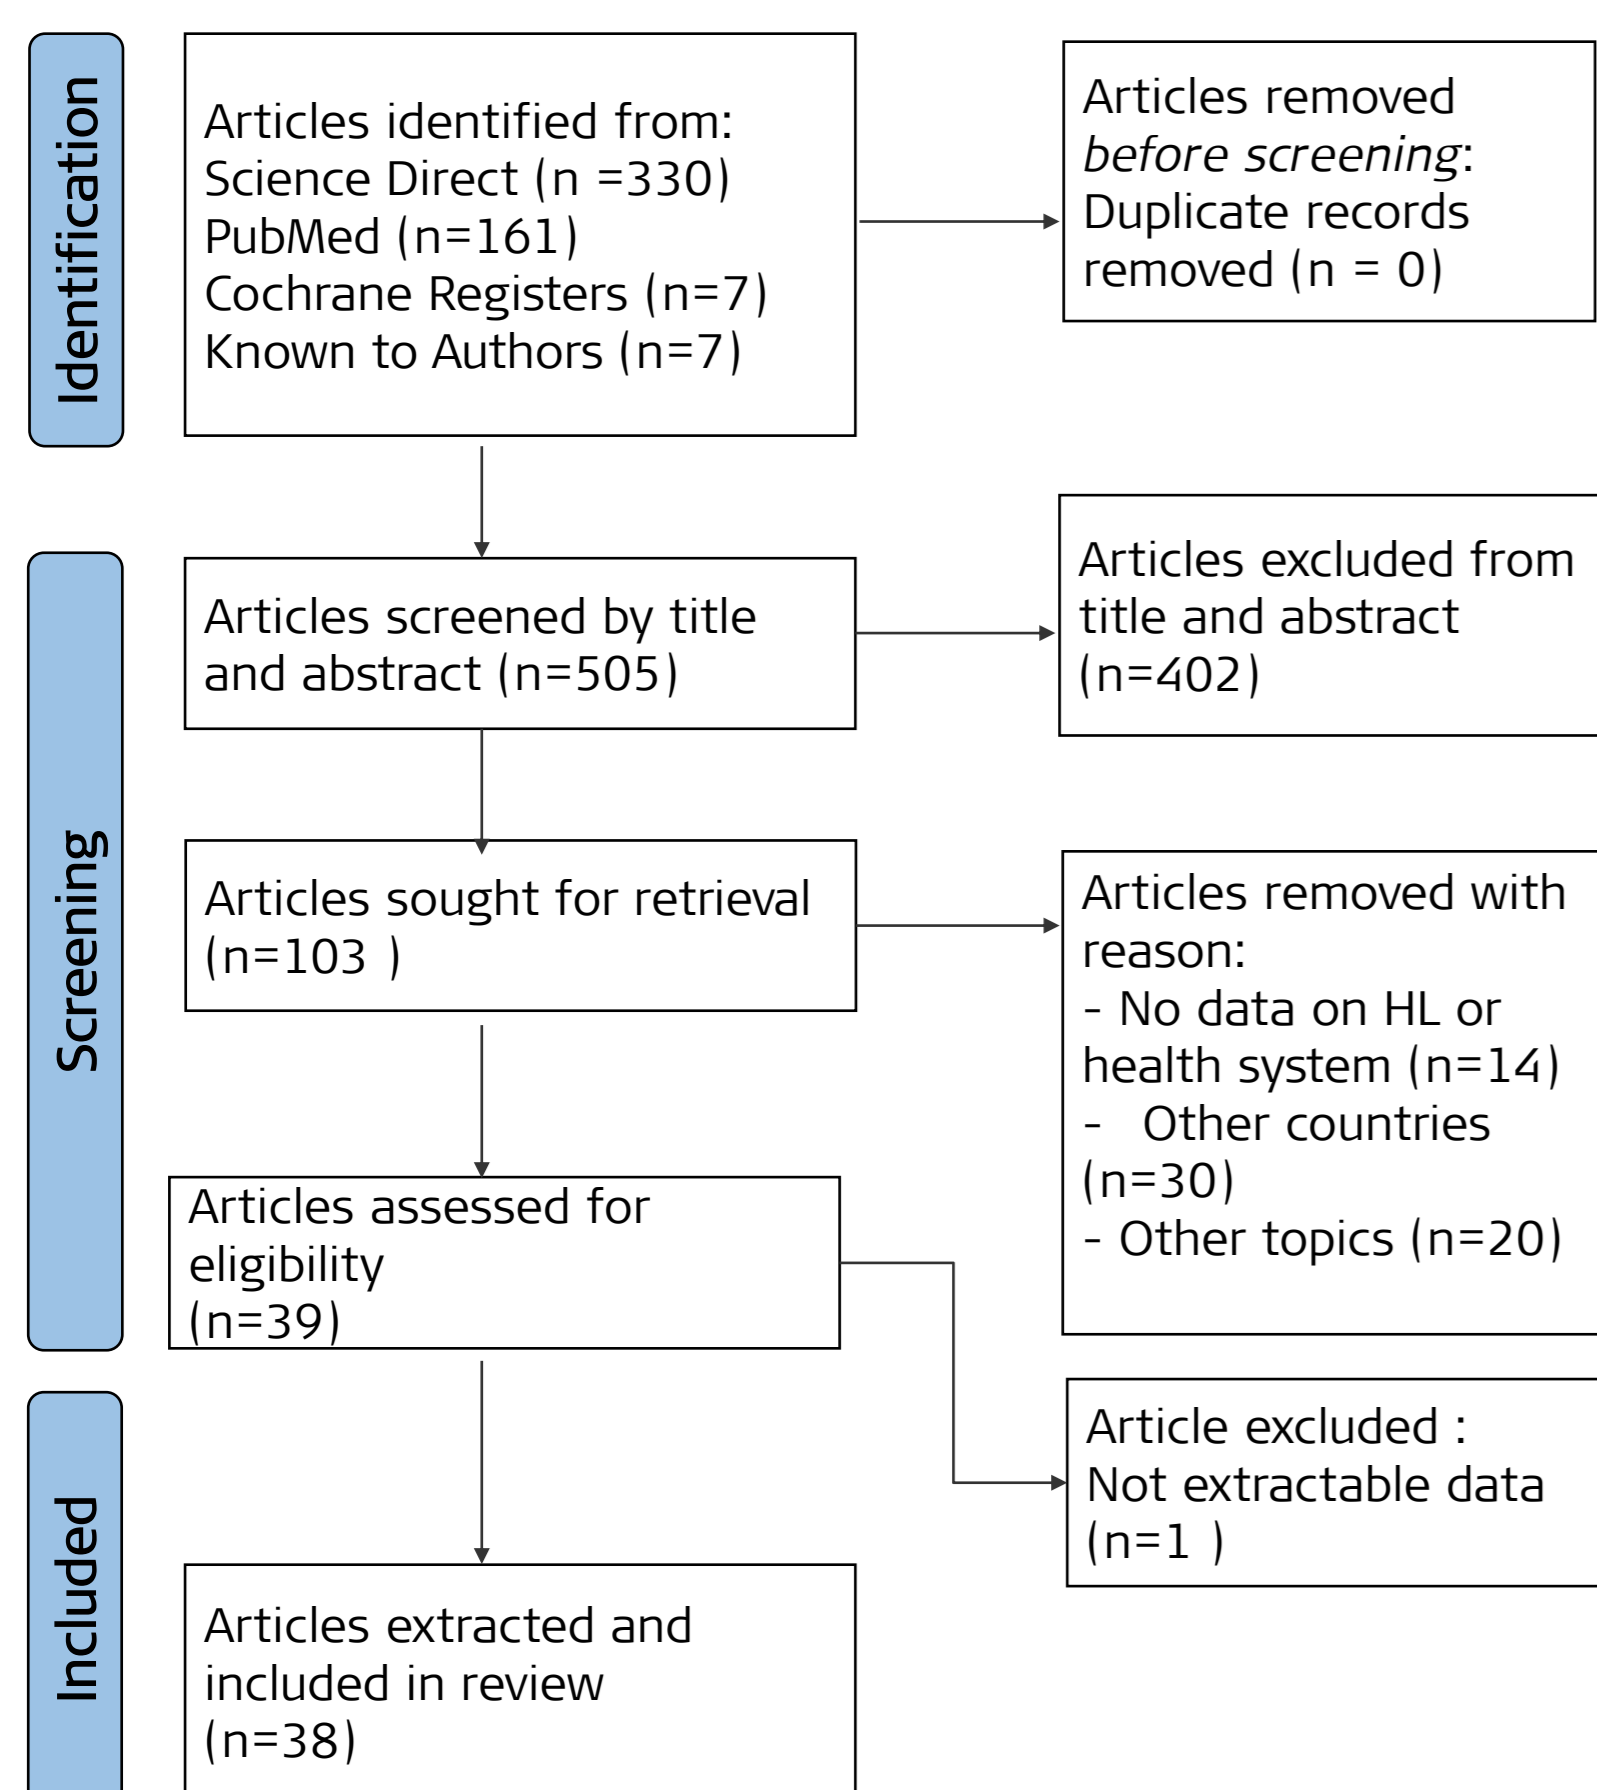 Identification
Articles identified from:
Science Direct (n =330)
PubMed (n=161)
Cochrane Registers (n=7)
Known to Authors (n=7)
Articles removed
before screening:
Duplicate records
removed (n = 0)
Screening
Articles screened by title
and abstract (n=505)
Articles excluded from
title and abstract
(n=402)
Articles sought for retrieval
(n=103 )
Articles removed with
reason:
- No data on HL or
health system (n=14)
-   Other countries
(n=30)
- Other topics (n=20)
Articles assessed for
eligibility
(n=39)
Article excluded :
Not extractable data
(n=1 )
Included
Articles extracted and
included in review
(n=38)